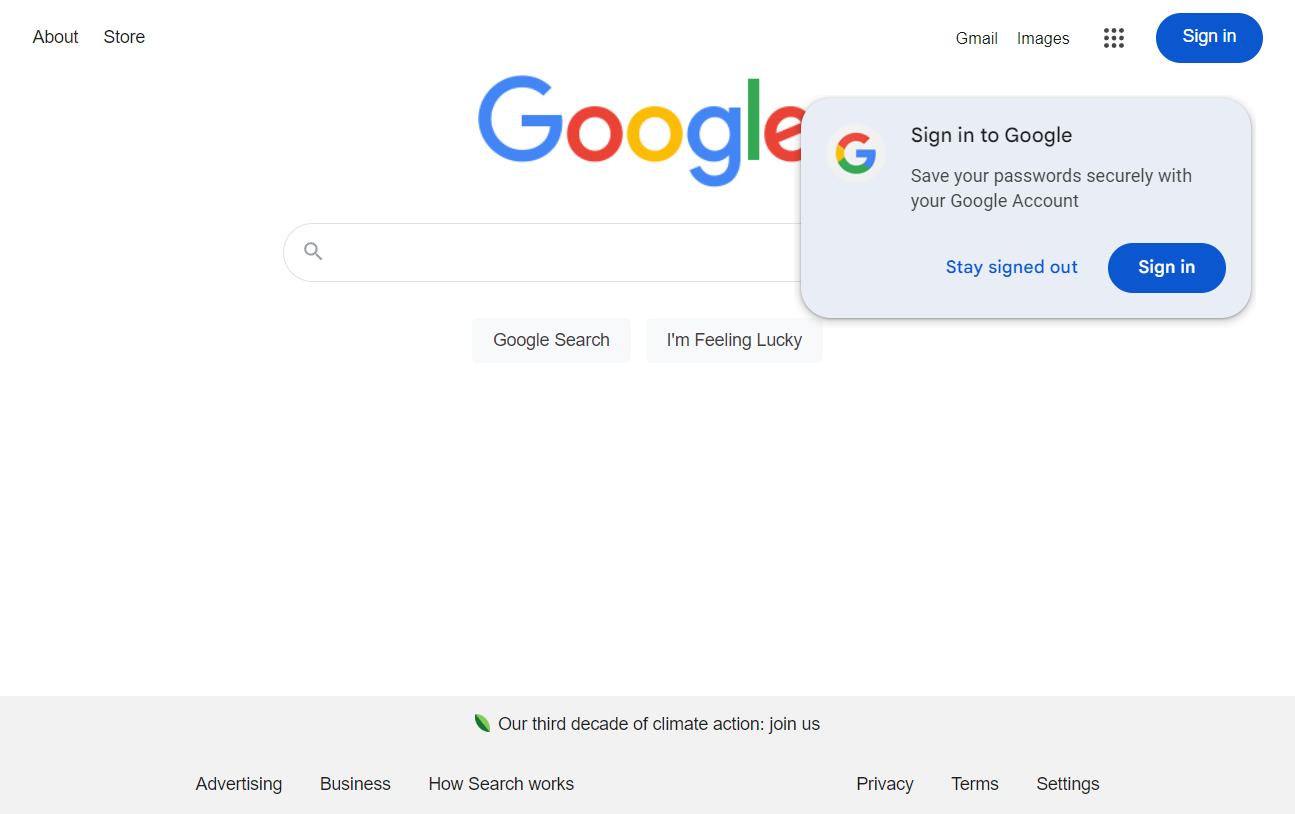 About Store
Gmail Images
Sign in
Google
Sign in to Google
Save your passwords securely with
your Google Account
Stay signed out Sign in
Google Search I'm Feeling Lucky
Our third decade of climate action: join us
Advertising Business How Search works
Privacy Terms Settings